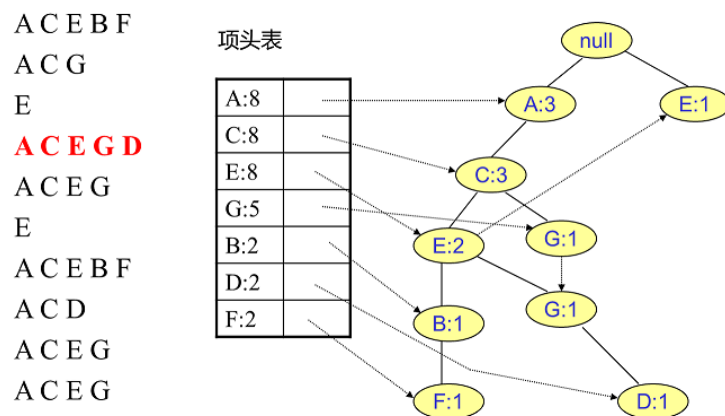 A C E B F
A C G
E
A C E G D
A C E G
E
A C E B F
A C D
A C E G
A C E G
项头表
A:8
C:8
E:8
G:5
B:2
D:2
F:2
null
A:3
E:1
C:3
E:2
G:1
B:1
G:1
F:1
D:1